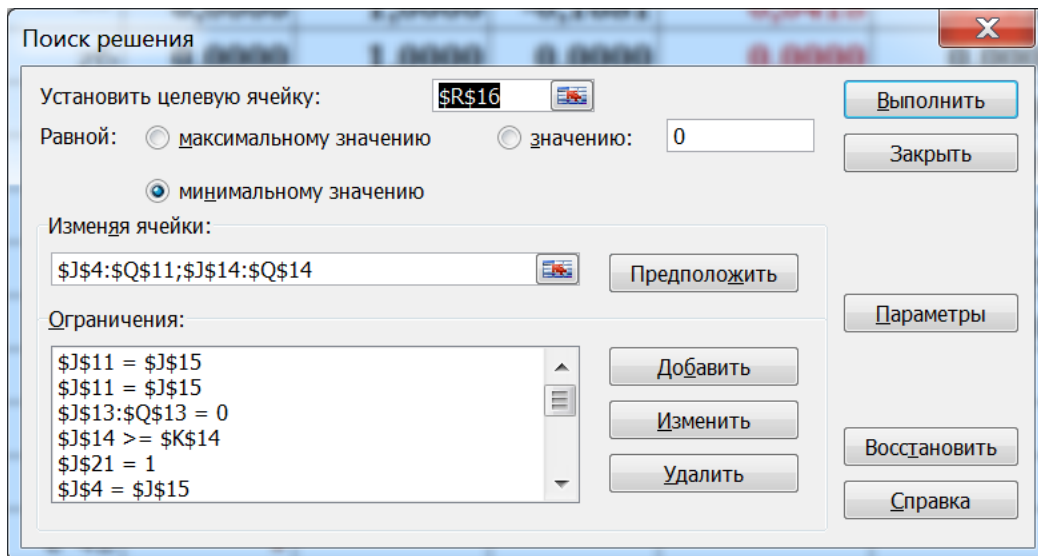 Поиск решения
Установить целевую ячейку: $R$16
Выполнить
Равной: максимальному значению значению: 0
Закрыть
минимальному значению
Изменяя ячейки:
$J$4:$Q$11;$J$14:$Q$14
Предположить
Параметры
Ограничения:
$J$11 = $J$15
$J$11 = $J$15
$J$13:$Q$13 = 0
$J$14 >= $K$14
$J$21 = 1
$J$4 = $J$15
Добавить
Изменить
Удалить
Восстановить
Справка